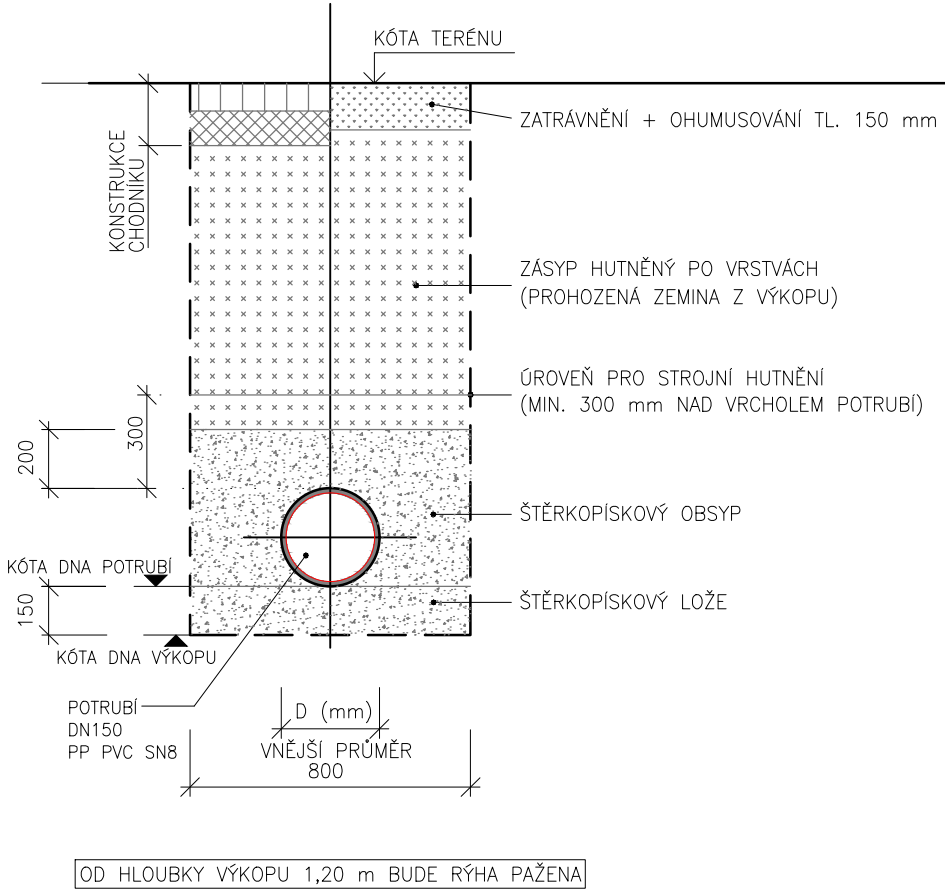 KÓTA TERÉNU
ZATRÁVNĚNÍ + OHUMUSOVÁNÍ TL. 150 mm
KONSTRUKCE
CHODNÍKU
ZÁSYP HUTNĚNÝ PO VRSTVÁCH
(PROHOZENÁ ZEMINA Z VÝKOPU)
ÚROVEŇ PRO STROJNÍ HUTNĚNÍ
(MIN. 300 mm NAD VRCHOLEM POTRUBÍ)
300
200
ŠTĚRKOPÍSKOVÝ OBSYP
KÓTA DNA POTRUBÍ
150
ŠTĚRKOPÍSKOVÝ LOŽE
KÓTA DNA VÝKOPU
POTRUBÍ
DN150
PP PVC SN8
D (mm)
VNĚJŠÍ PRŮMĚR
800
OD HLOUBKY VÝKOPU 1,20 m BUDE RÝHA PAŽENA